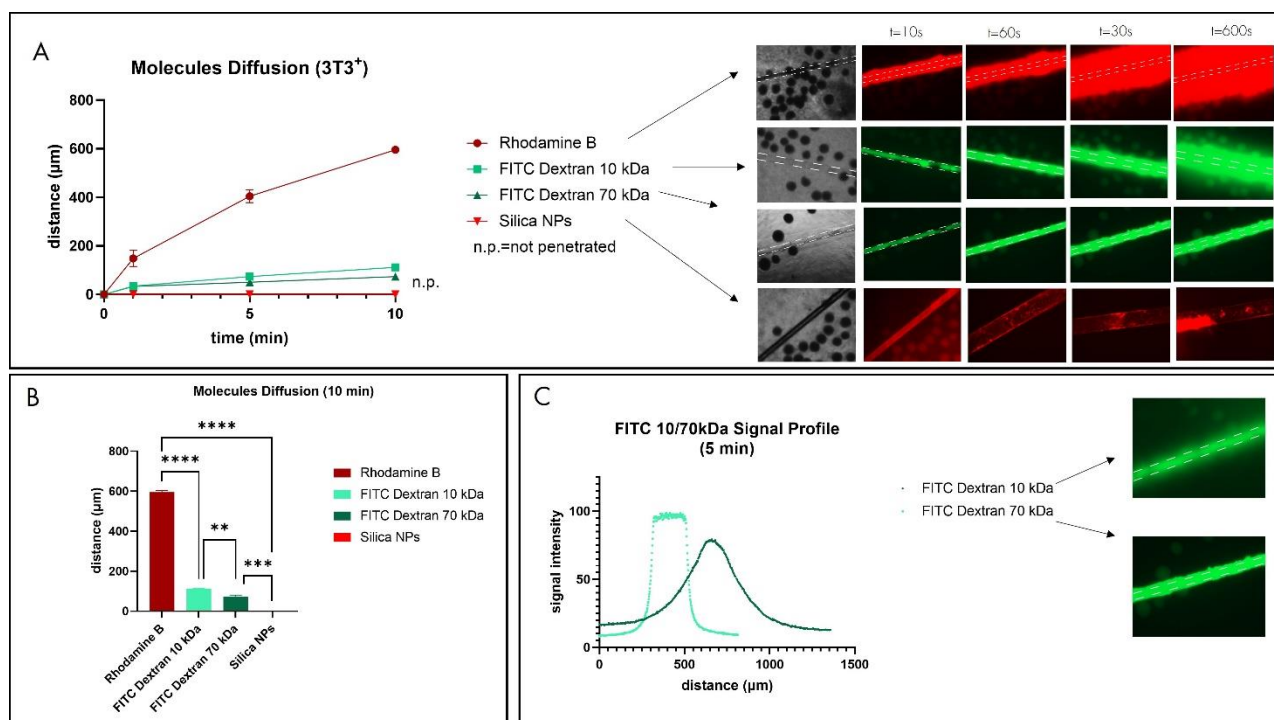 A
Molecules Diffusion (3T3⁺)
800
600
400
200
0
distance (µm)
0
5
10
time (min)
n.p.
Rhodamine B
FITC Dextran 10 kDa
FITC Dextran 70 kDa
Silica NPs
n.p.=not penetrated
t=10s
t=60s
t=30s
t=600s
B
Molecules Diffusion (10 min)
800
600
400
200
0
distance (µm)
****
****
**
***
Rhodamine B
FITC Dextran 10 kDa
FITC Dextran 70 kDa
Silica NPs
Rhodamine B
FITC Dextran 10 kDa
FITC Dextran 70 kDa
Silica NPs
C
FITC 10/70kDa Signal Profile
(5 min)
150
100
50
0
signal intensity
0
500
1000
1500
distance (µm)
FITC Dextran 10 kDa
FITC Dextran 70 kDa